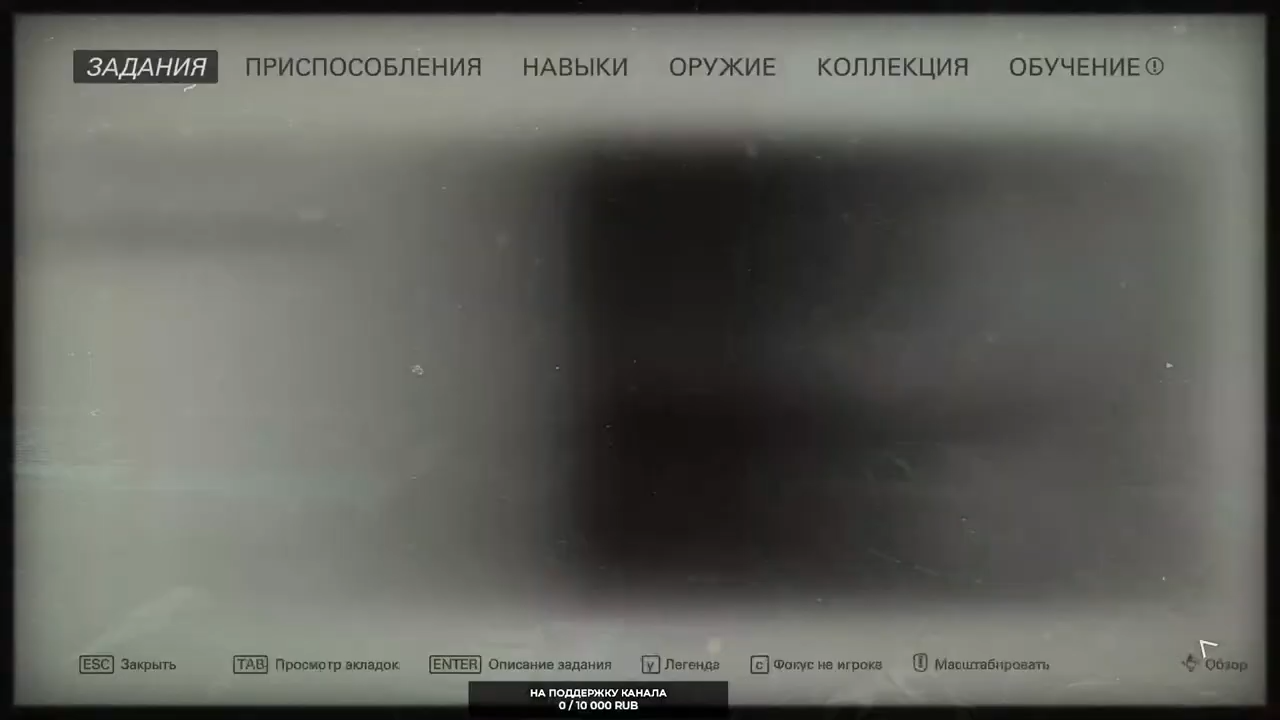 ЗАДАНИЯ ПРИСПОСОБЛЕНИЯ НАВЫКИ ОРУЖИЕ КОЛЛЕКЦИЯ ОБУЧЕНИЕ
ESC Закрыть TAB Просмотр вкладок ENTER Описание задания y Легенда c Фокус на игроке Масштабировать Обзор
НА ПОДДЕРЖКУ КАНАЛА
0 / 10 000 RUB